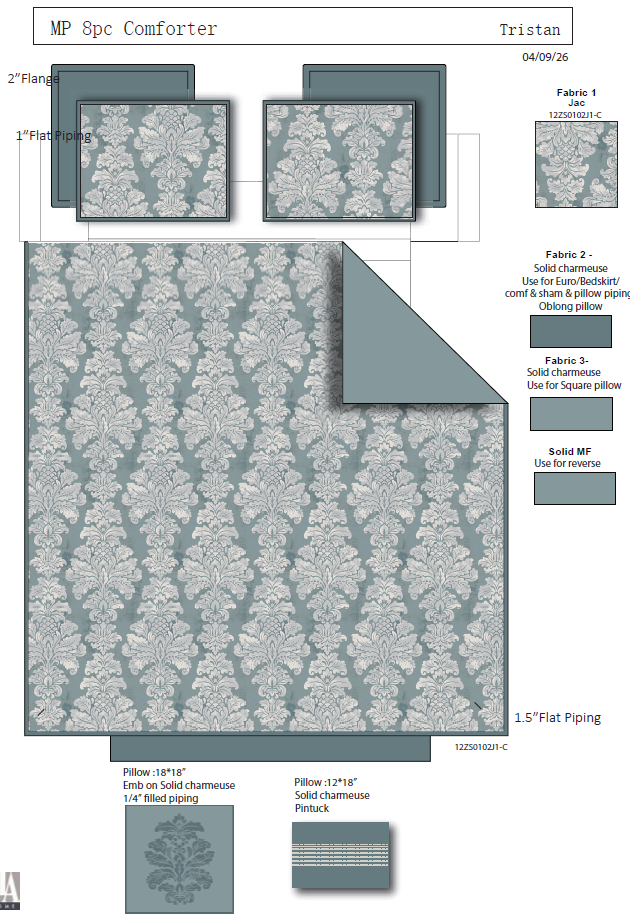 MP 8pc Comforter
Tristan
04/09/26
2”Flange
1”Flat Piping
Fabric 1
Jac
12ZS0102J1-C
Fabric 2 -
Solid charmeuse
Use for Euro/Bedskirt/
comf & sham & pillow piping
Oblong pillow
Fabric 3-
Solid charmeuse
Use for Square pillow
Solid MF
Use for reverse
1.5”Flat Piping
12ZS0102J1-C
Pillow :18*18”
Emb on Solid charmeuse
1/4” filled piping
Pillow :12*18”
Solid charmeuse
Pintuck